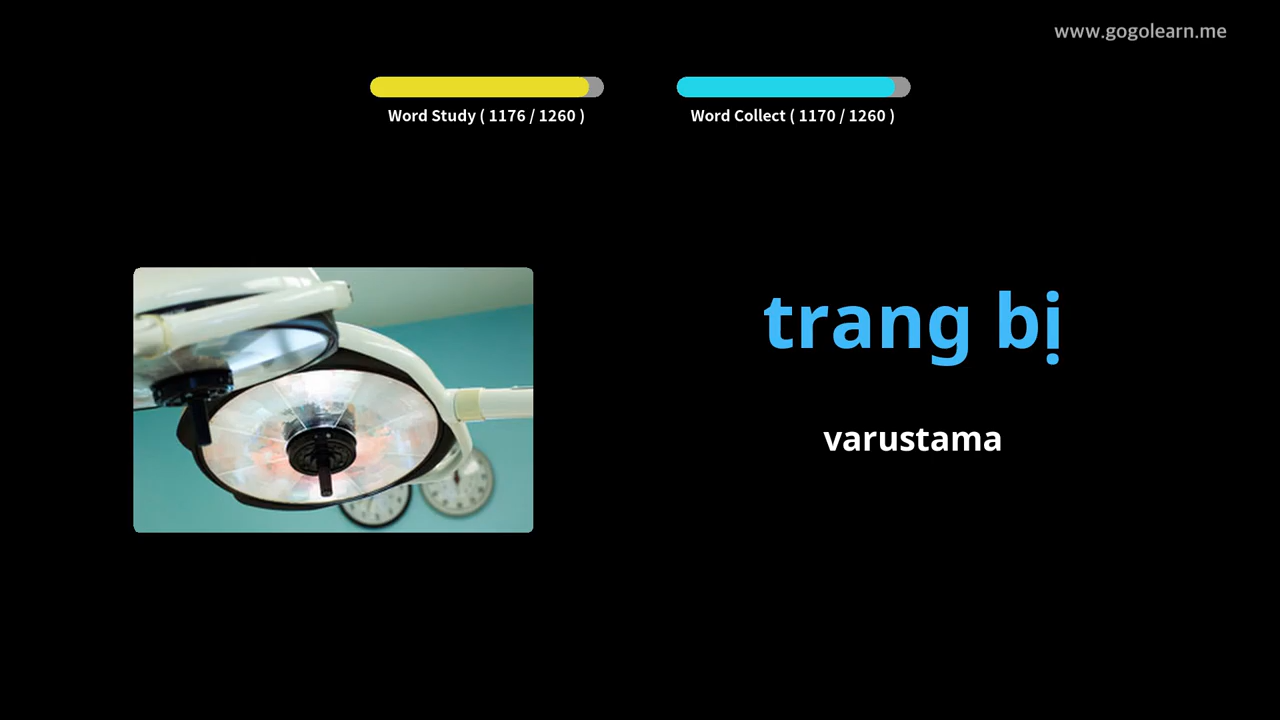 www.gogolearn.me
Word Study ( 1176 / 1260 )
Word Collect ( 1170 / 1260 )
trang bị
varustama